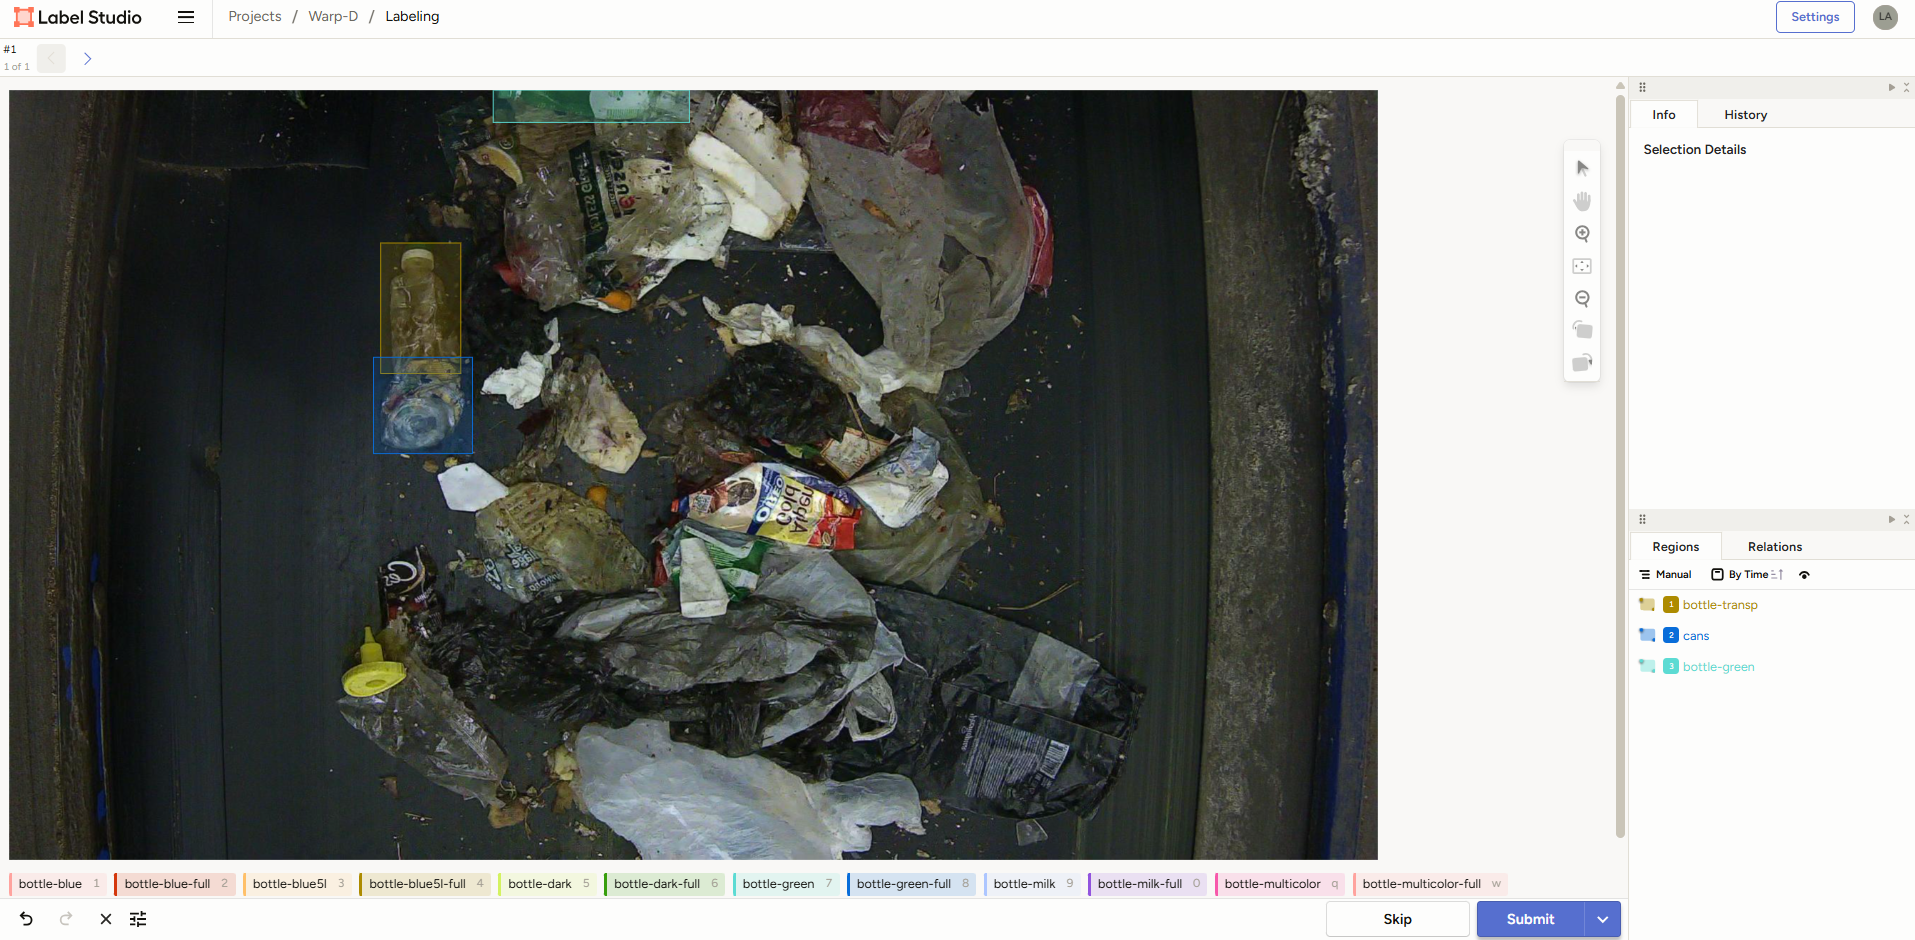 Label Studio
Projects / Warp-D / Labeling
Settings
LA
#1
1 of 1
Info
History
Selection Details
Regions
Relations
Manual
By Time
1 bottle-transp
2 cans
3 bottle-green
bottle-blue 1
bottle-blue-full 2
bottle-blue5l 3
bottle-blue5l-full 4
bottle-dark 5
bottle-dark-full 6
bottle-green 7
bottle-green-full 8
bottle-milk 9
bottle-milk-full 0
bottle-multicolor q
bottle-multicolor-full w
Skip
Submit